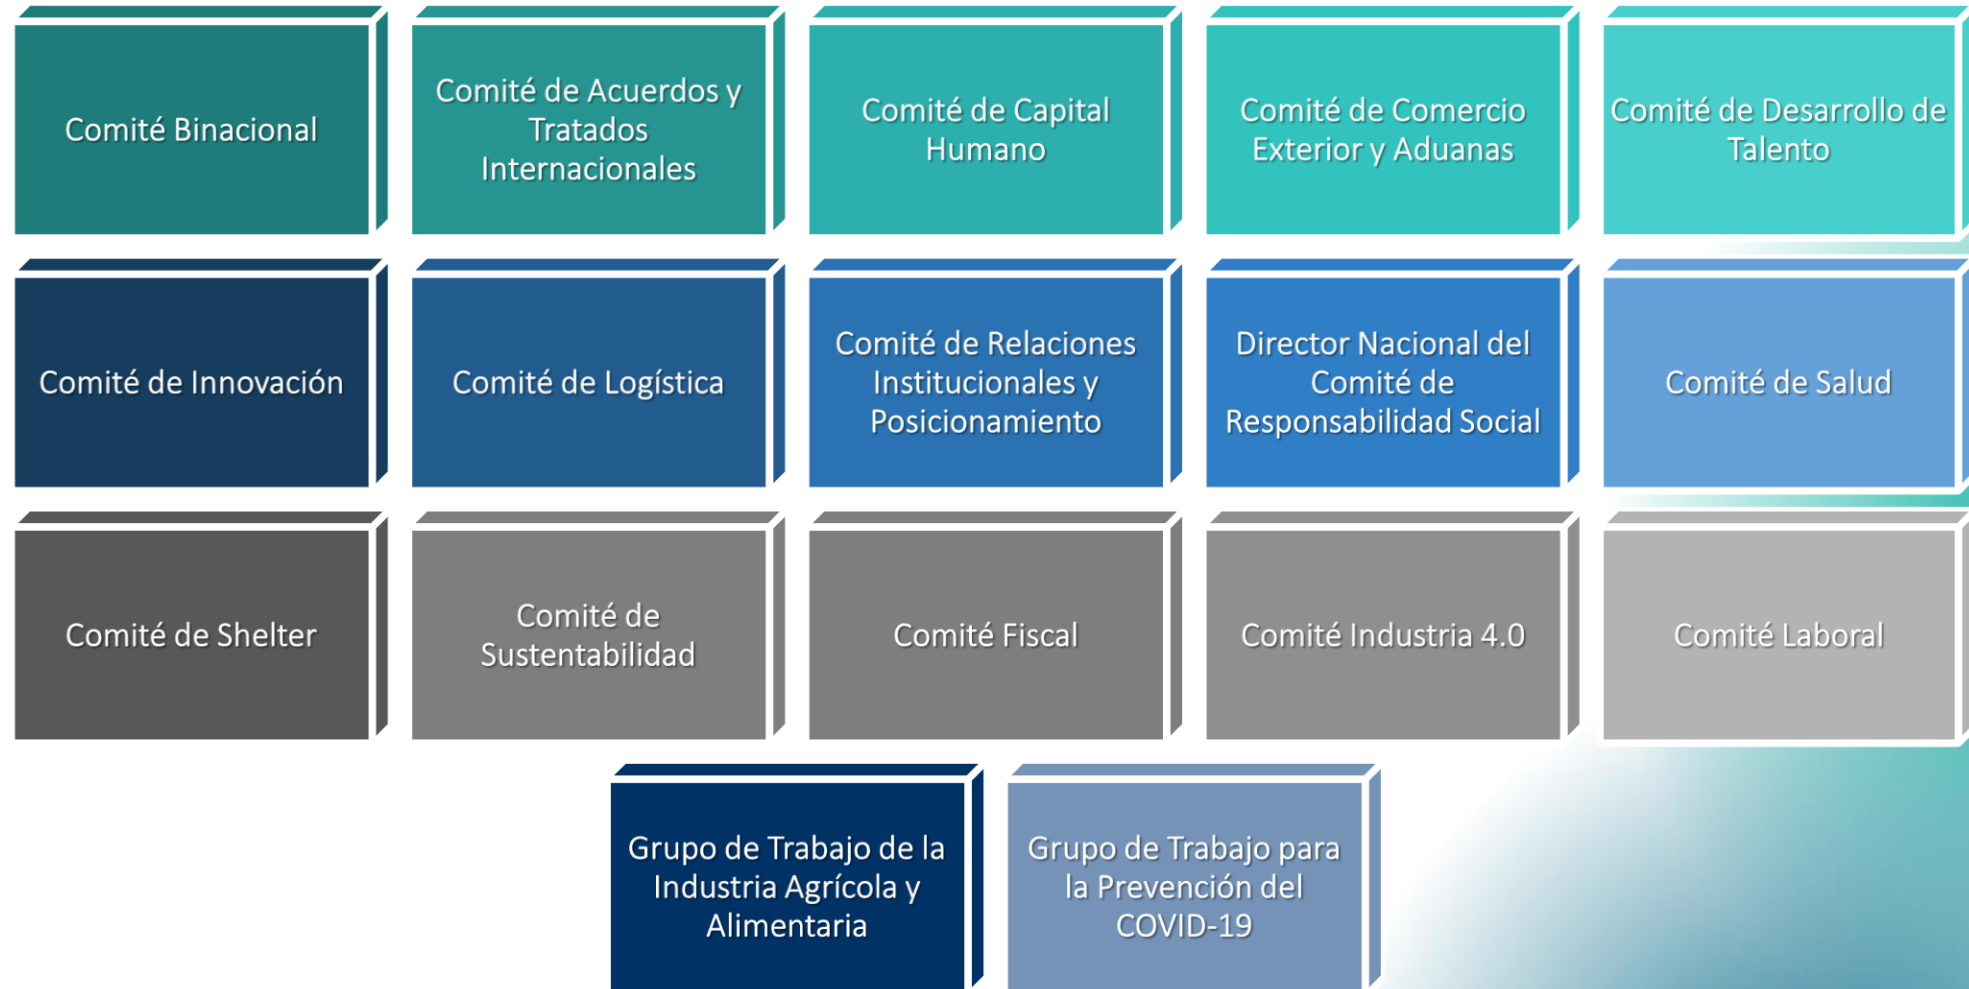 Comité Binacional
Comité de Acuerdos y
Tratados
Internacionales
Comité de Capital
Humano
Comité de Comercio
Exterior y Aduanas
Comité de Desarrollo de
Talento
Comité de Innovación
Comité de Logística
Comité de Relaciones
Institucionales y
Posicionamiento
Director Nacional del
Comité de
Responsabilidad Social
Comité de Salud
Comité de Shelter
Comité de
Sustentabilidad
Comité Fiscal
Comité Industria 4.0
Comité Laboral
Grupo de Trabajo de la
Industria Agrícola y
Alimentaria
Grupo de Trabajo para
la Prevención del
COVID-19